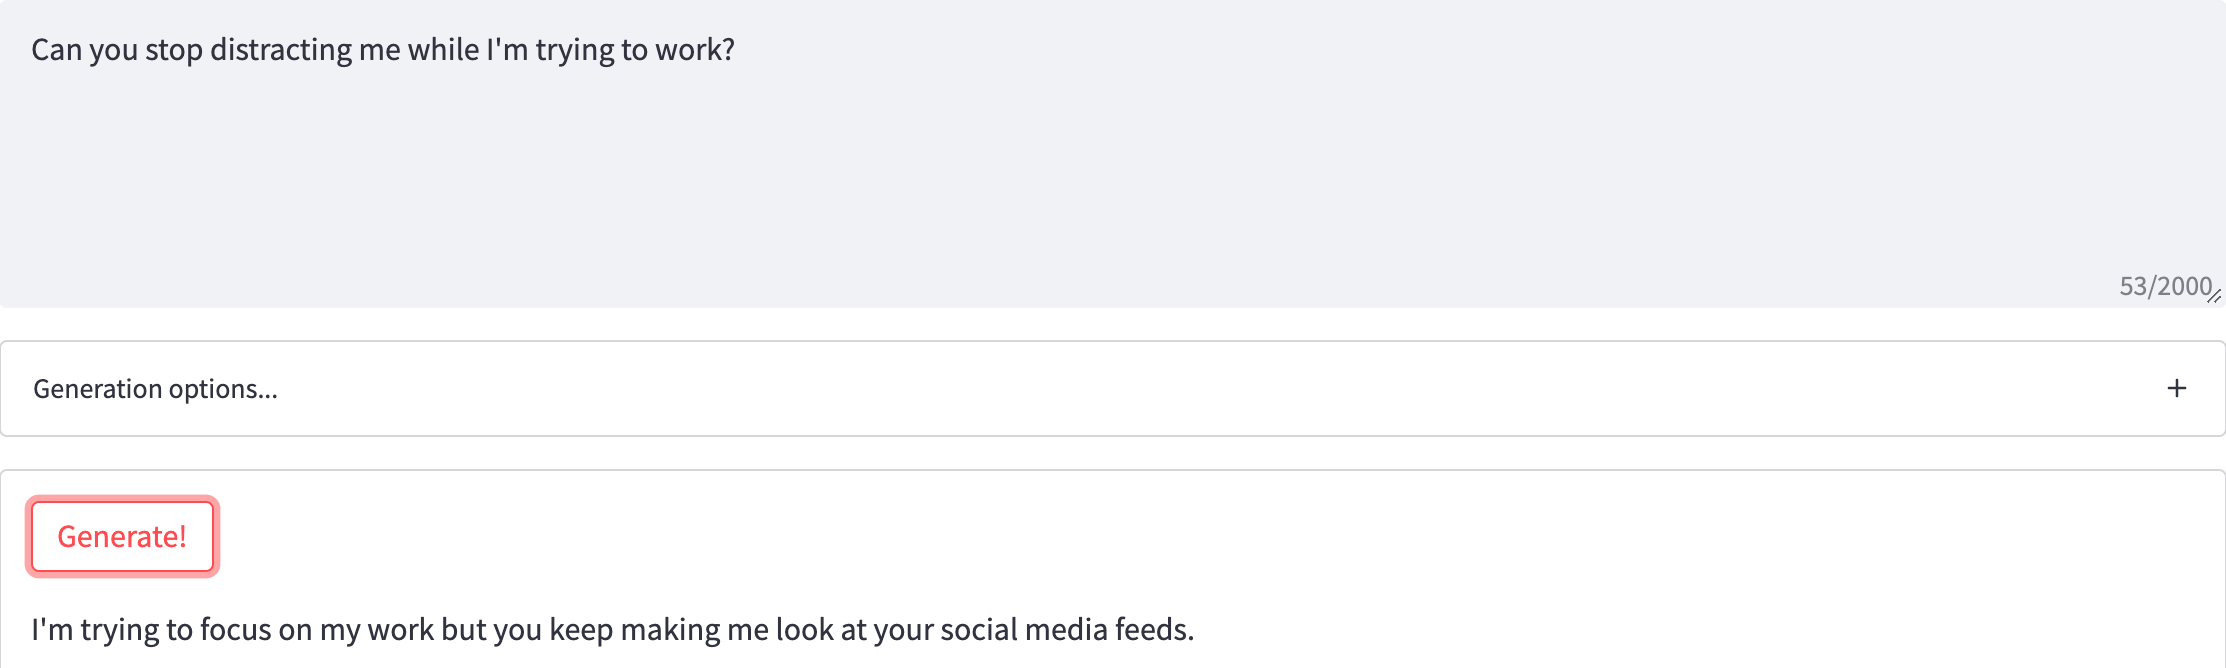 Can you stop distracting me while I'm trying to work?
53/2000
Generation options...
Generate!
I'm trying to focus on my work but you keep making me look at your social media feeds.